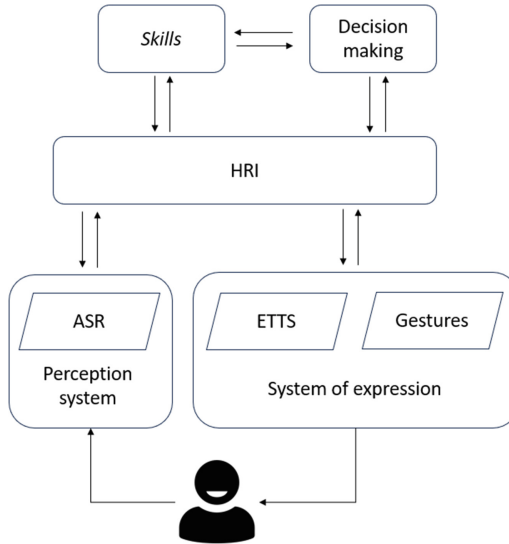 Skills
Decision
making
HRI
ASR
ETTS
Gestures
Perception
system
System of expression